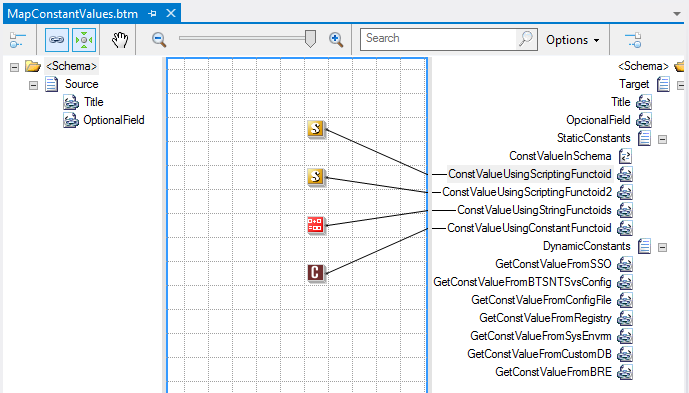 MapConstantValues.btm
Search
Options
<Schema>
Source
Title
OptionalField
S
S
C
<Schema>
Target
Title
OpcionalField
StaticConstants
ConstValueInSchema
ConstValueUsingScriptingFunctoid
ConstValueUsingScriptingFunctoid2
ConstValueUsingStringFunctoids
ConstValueUsingConstantFunctoid
DynamicConstants
GetConstValueFromSSO
GetConstValueFromBTSNTSvsConfig
GetConstValueFromConfigFile
GetConstValueFromRegistry
GetConstValueFromSysEnvrm
GetConstValueFromCustomDB
GetConstValueFromBRE